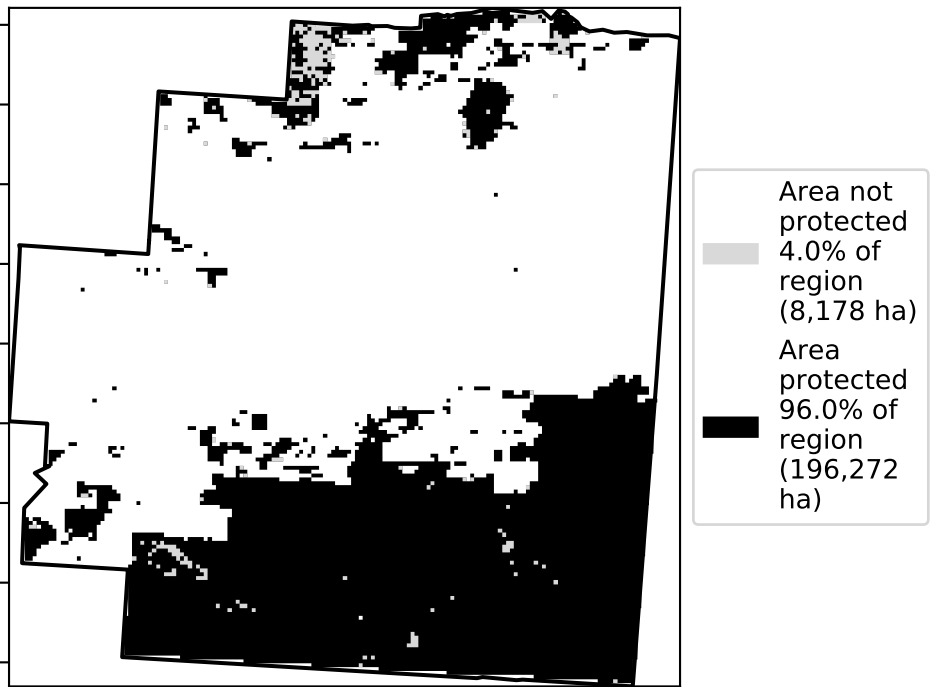 Area not
protected
4.0% of
region
(8,178 ha)
Area
protected
96.0% of
region
(196,272
ha)